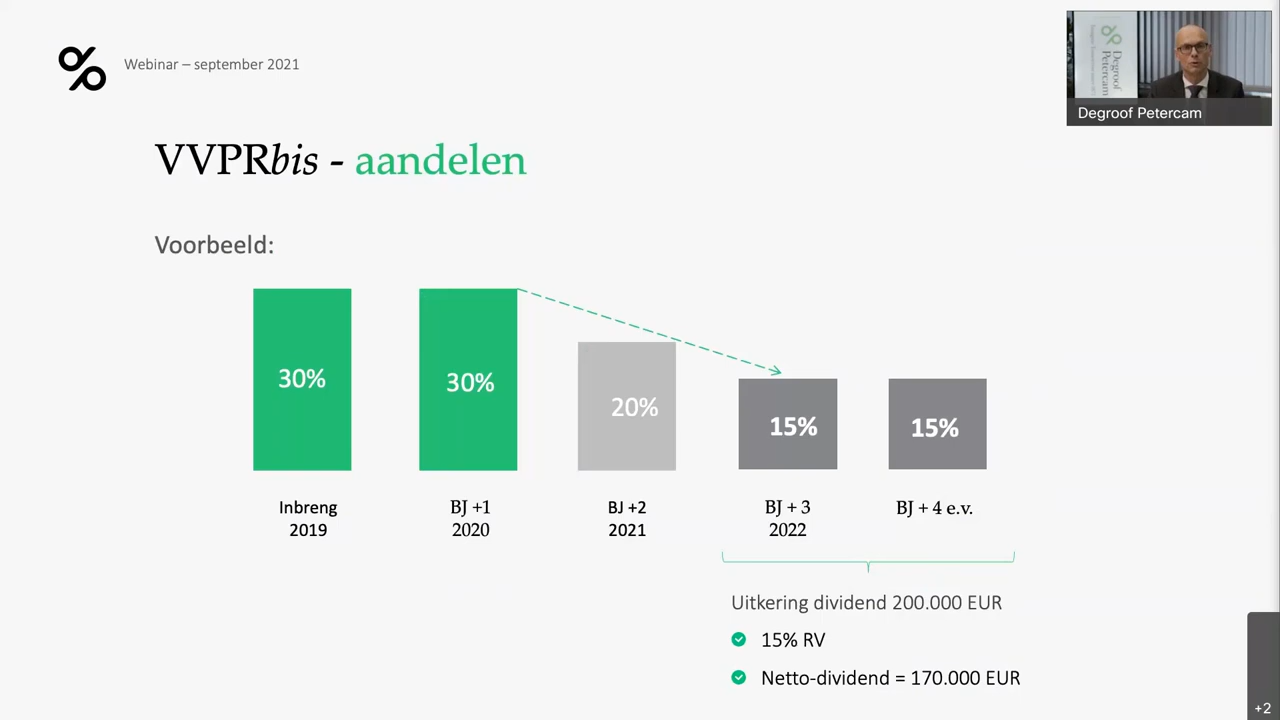 Webinar – september 2021
Degroof
Petercam
Degroof Petercam
VVPRbis - aandelen
Voorbeeld:
30%
30%
20%
15%
15%
Inbreng
2019
BJ +1
2020
BJ +2
2021
BJ + 3
2022
BJ + 4 e.v.
Uitkering dividend 200.000 EUR
15% RV
Netto-dividend = 170.000 EUR
+2